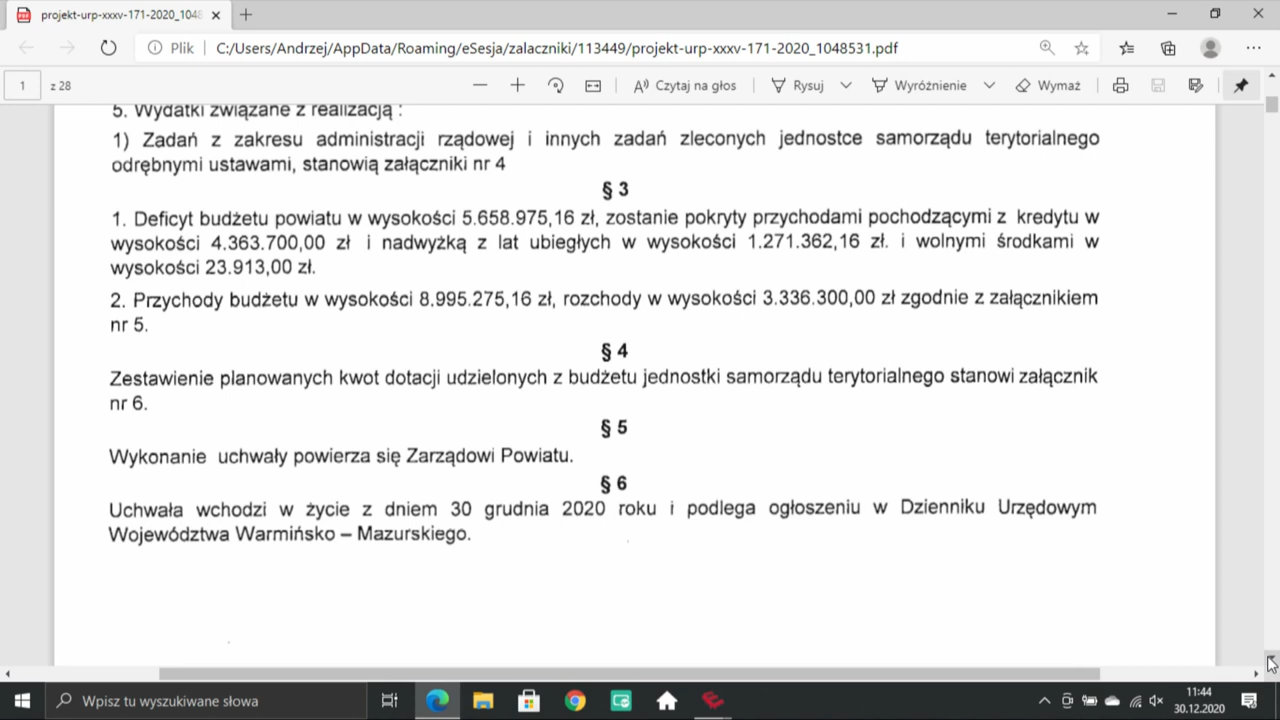 projekt-urp-xxxv-171-2020_1048
Plik
C:/Users/Andrzej/AppData/Roaming/eSesja/zalaczniki/113449/projekt-urp-xxxv-171-2020_1048531.pdf
1 z 28
Czytaj na głos
Rysuj
Wyróżnienie
Wymaż
5. Wydatki związane z realizacją :
1) Zadań z zakresu administracji rządowej i innych zadań zleconych jednostce samorządu terytorialnego
odrębnymi ustawami, stanowią załączniki nr 4
§ 3
1. Deficyt budżetu powiatu w wysokości 5.658.975,16 zł, zostanie pokryty przychodami pochodzącymi z kredytu w
wysokości 4.363.700,00 zł i nadwyżką z lat ubiegłych w wysokości 1.271.362,16 zł. i wolnymi środkami w
wysokości 23.913,00 zł.
2. Przychody budżetu w wysokości 8.995.275,16 zł, rozchody w wysokości 3.336.300,00 zł zgodnie z załącznikiem
nr 5.
§ 4
Zestawienie planowanych kwot dotacji udzielonych z budżetu jednostki samorządu terytorialnego stanowi załącznik
nr 6.
§ 5
Wykonanie uchwały powierza się Zarządowi Powiatu.
§ 6
Uchwała wchodzi w życie z dniem 30 grudnia 2020 roku i podlega ogłoszeniu w Dzienniku Urzędowym
Województwa Warmińsko – Mazurskiego.
Wpisz tu wyszukiwane słowa
11:44
30.12.2020